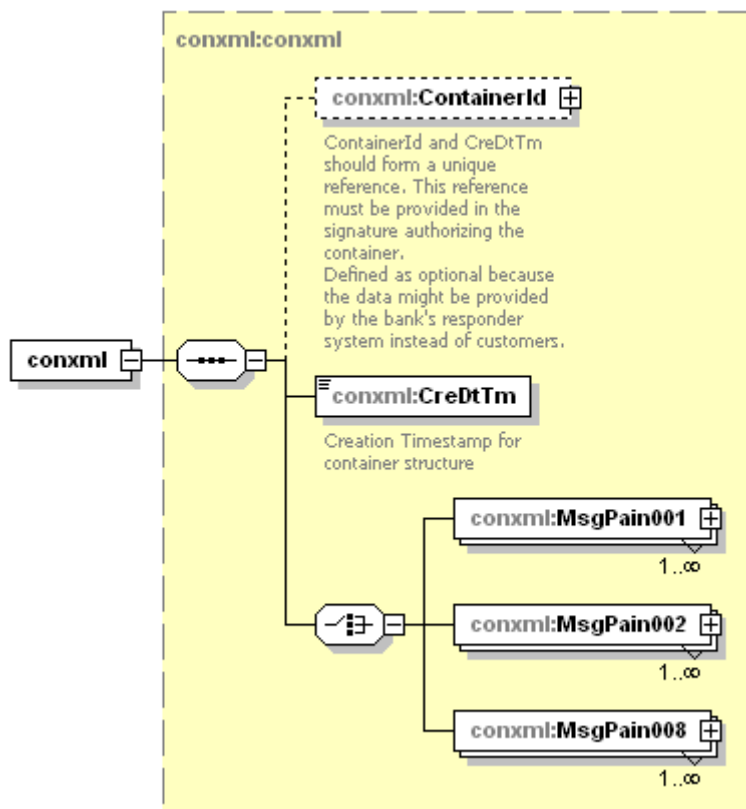 conxml:conxml
conxml:ContainerId
ContainerId and CreDtTm
should form a unique
reference. This reference
must be provided in the
signature authorizing the
container.
Defined as optional because
the data might be provided
by the bank's responder
system instead of customers.
conxml
conxml:CreDtTm
Creation Timestamp for
container structure
conxml:MsgPain001
1..∞
conxml:MsgPain002
1..∞
conxml:MsgPain008
1..∞